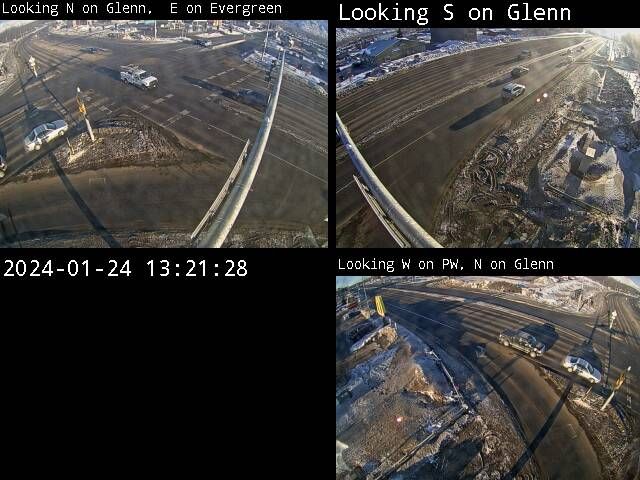 Looking N on Glenn,  E on Evergreen
Looking S on Glenn
2024-01-24 13:21:28
Looking W on PW, N on Glenn